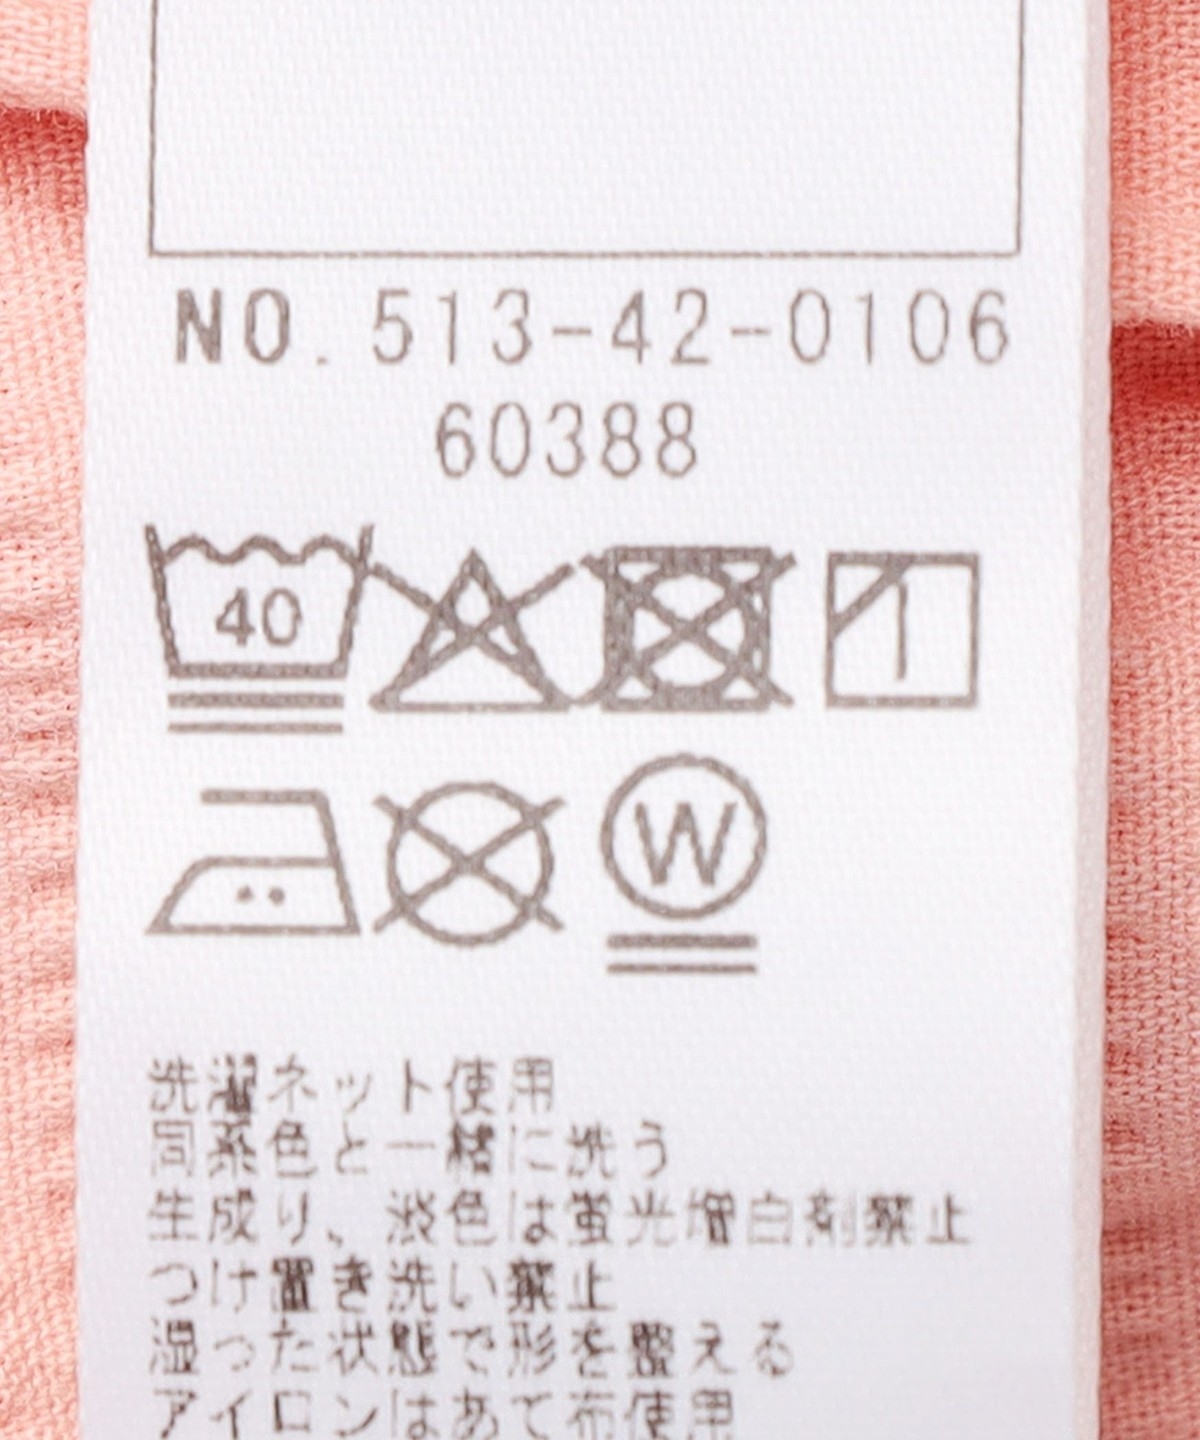 NO. 513-42-0106
60388
40
W
洗濯ネット使用
同系色と一緒に洗う
生成り、淡色は蛍光増白剤禁止
つけ置き洗い禁止
湿った状態で形を整える
アイロンはあて布使用